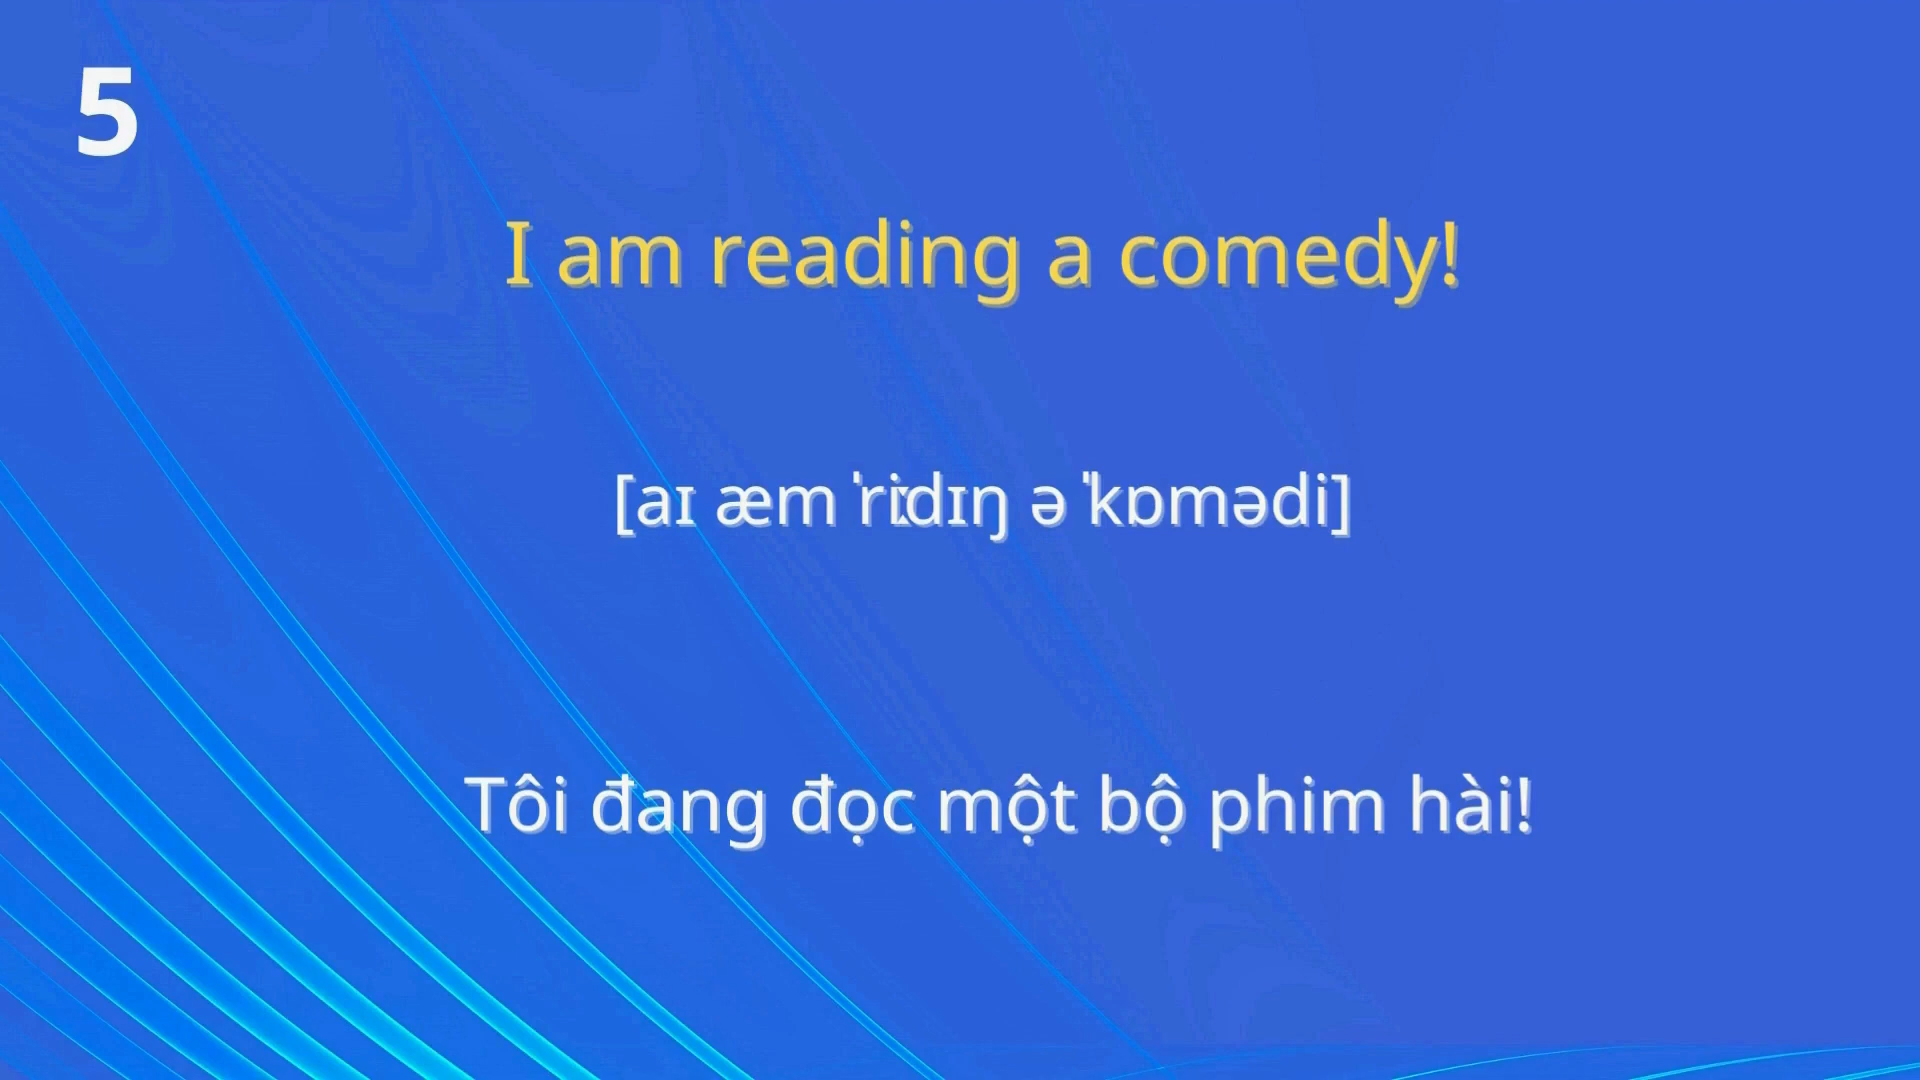 5
I am reading a comedy!
[aɪ æm ˈriːdɪŋ ə ˈkɒmədi]
Tôi đang đọc một bộ phim hài!